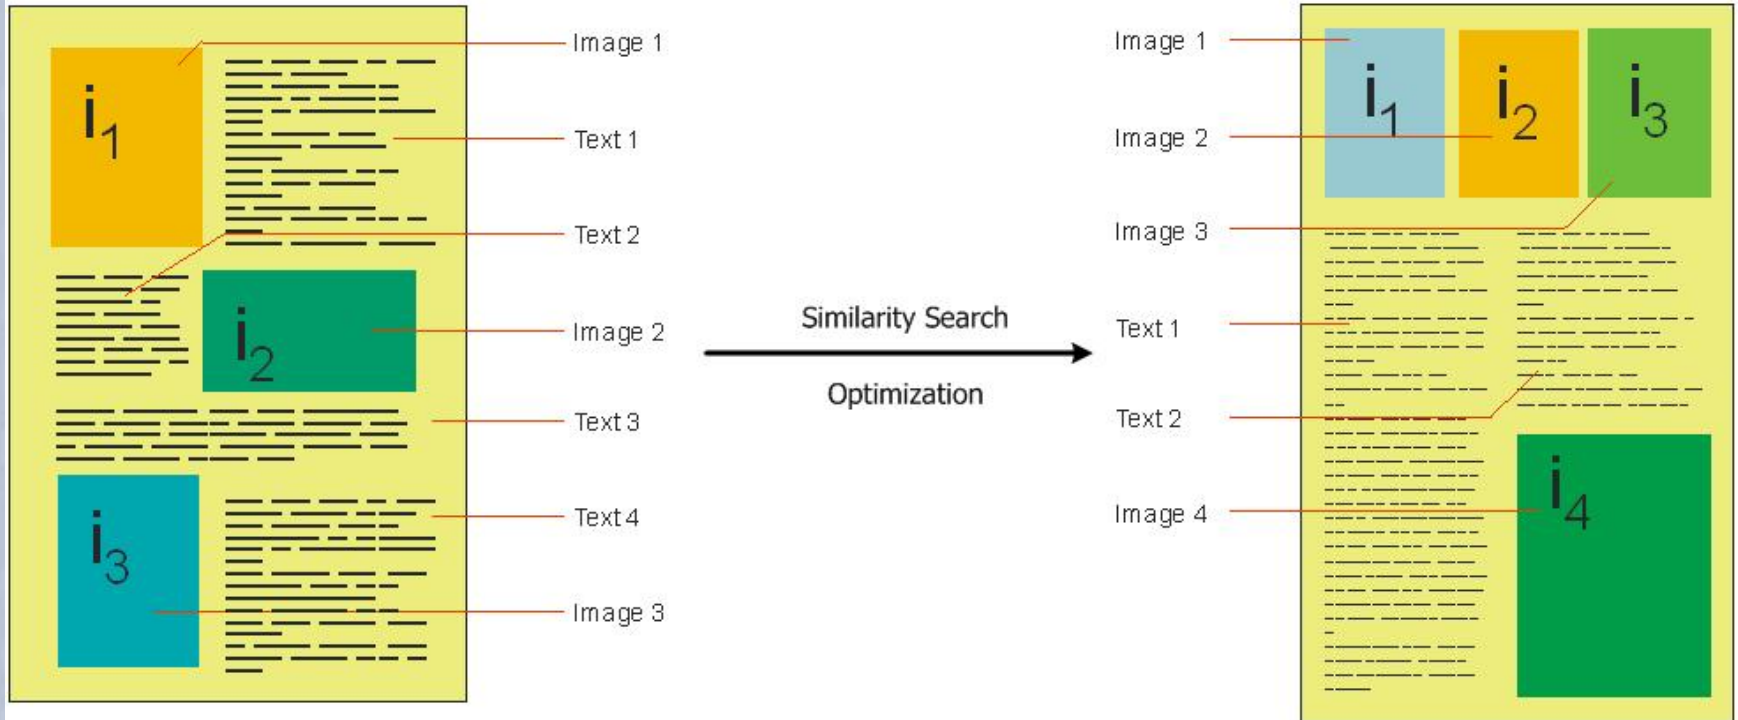 i1
i2
i3
Image 1
Text 1
Text 2
Image 2
Text 3
Text 4
Image 3
Similarity Search
Optimization
Image 1
Image 2
Image 3
Text 1
Text 2
Image 4
i1
i2
i3
i4